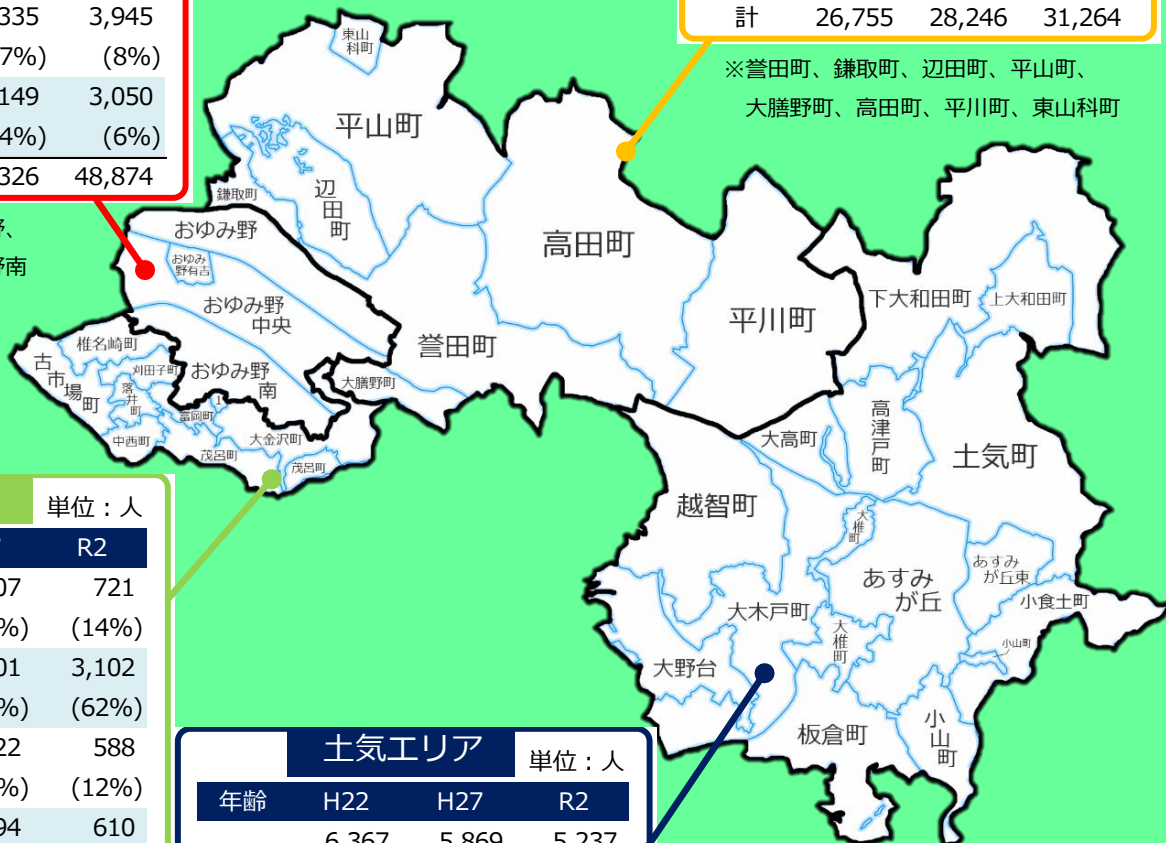 335 3,945
7%) (8%)
149 3,050
4%) (6%)
326 48,874
計 26,755 28,246 31,264
※誉田町、鎌取町、辺田町、平山町、
大膳野町、高田町、平川町、東山科町
野南
東山
科町
平山町
辺田町
鎌取町
おゆみ野
おゆみ
野有吉
おゆみ野
中央
おゆみ野
南
高田町
平川町
誉田町
大膳野町
下大和田町
上大和田町
椎名崎町
古市場町
刈田子町
落井町
富岡町
1
中西町
大金沢町
茂呂町
茂呂町
大高町
高津戸町
土気町
越智町
大椎町
あすみ
が丘
あすみ
が丘東
小食土町
大木戸町
大椎町
小山町
大野台
板倉町
小山町
単位：人
R2
07 721
%) (14%)
01 3,102
%) (62%)
22 588
%) (12%)
94 610
土気エリア 単位：人
年齢 H22 H27 R2
6,367 5,869 5,237